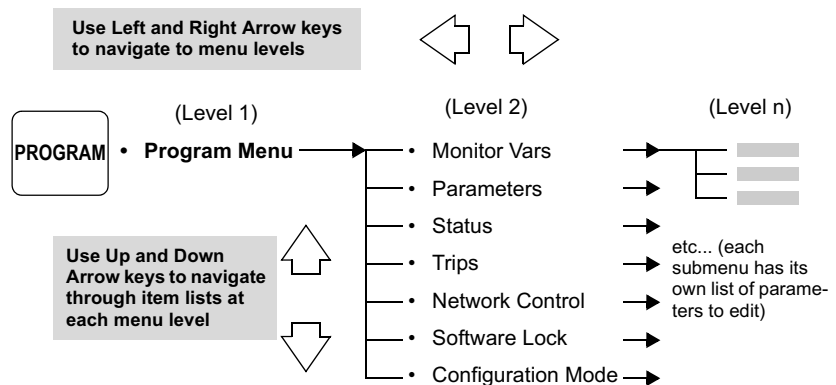 Use Left and Right Arrow keys
to navigate to menu levels
(Level 1)
(Level 2)
(Level n)
PROGRAM
• Program Menu
• Monitor Vars
• Parameters
• Status
• Trips
• Network Control
• Software Lock
• Configuration Mode
Use Up and Down
Arrow keys to navigate
through item lists at
each menu level
etc... (each
submenu has its
own list of parame-
ters to edit)